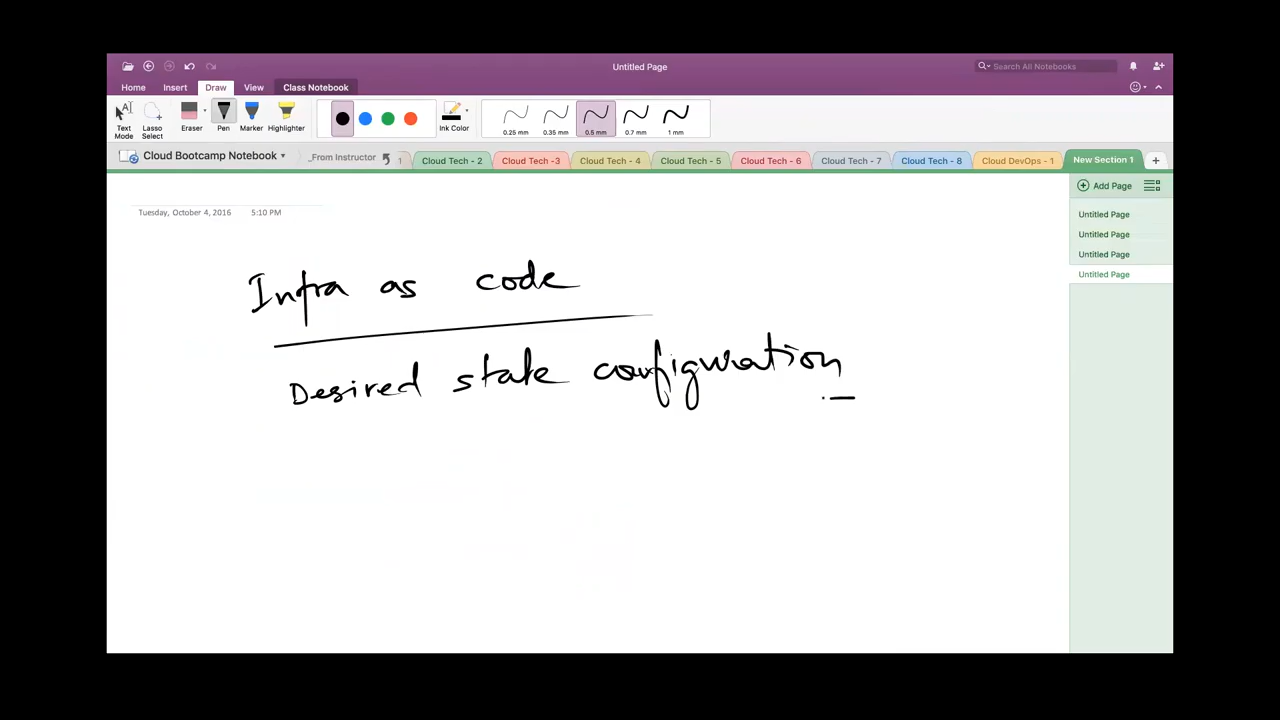 Untitled Page
Search All Notebooks
Home Insert Draw View Class Notebook
Text Mode
Lasso Select
Eraser
Pen
Marker
Highlighter
Ink Color
0.25 mm
0.35 mm
0.5 mm
0.7 mm
1 mm
Cloud Bootcamp Notebook
_From Instructor
1
Cloud Tech - 2
Cloud Tech -3
Cloud Tech - 4
Cloud Tech - 5
Cloud Tech - 6
Cloud Tech - 7
Cloud Tech - 8
Cloud DevOps - 1
New Section 1
+
Add Page
Untitled Page
Untitled Page
Untitled Page
Untitled Page
Tuesday, October 4, 2016 5:10 PM
Infra as code
Desired state configuration